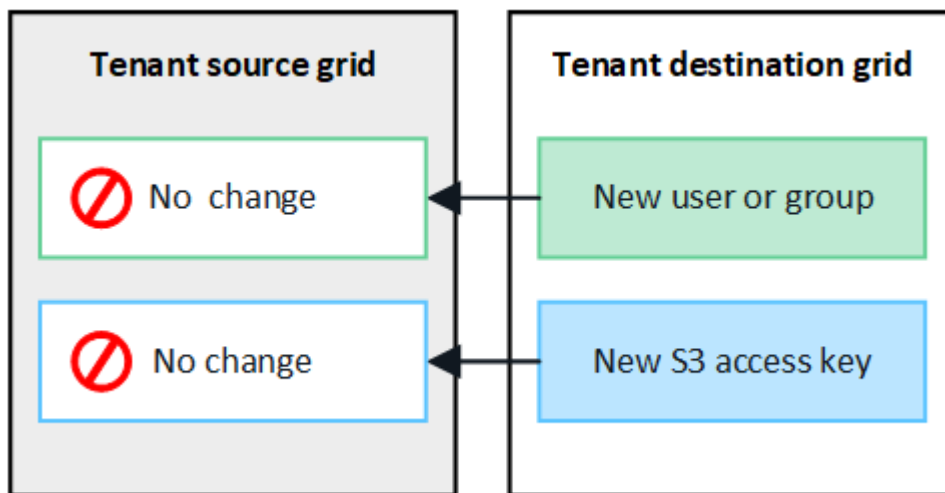 Tenant source grid
No change
No change
Tenant destination grid
New user or group
New S3 access key